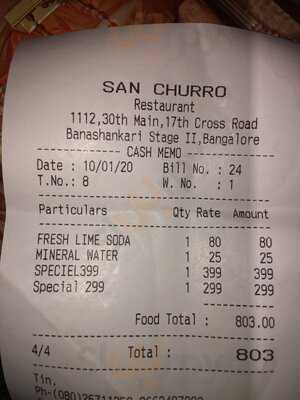 SAN CHURRO
Restaurant
1112,30th Main,17th Cross Road
Banashankari Stage II,Bangalore
CASH MEMO
Date : 10/01/20 Bill No. : 24
T.No.: 8 W. No. : 1
Particulars Qty Rate Amount
FRESH LIME SODA 1 80 80
MINERAL WATER 1 25 25
SPECIEL399 1 399 399
Special 299 1 299 299
Food Total : 803.00
4/4 Total : 803
Tin.